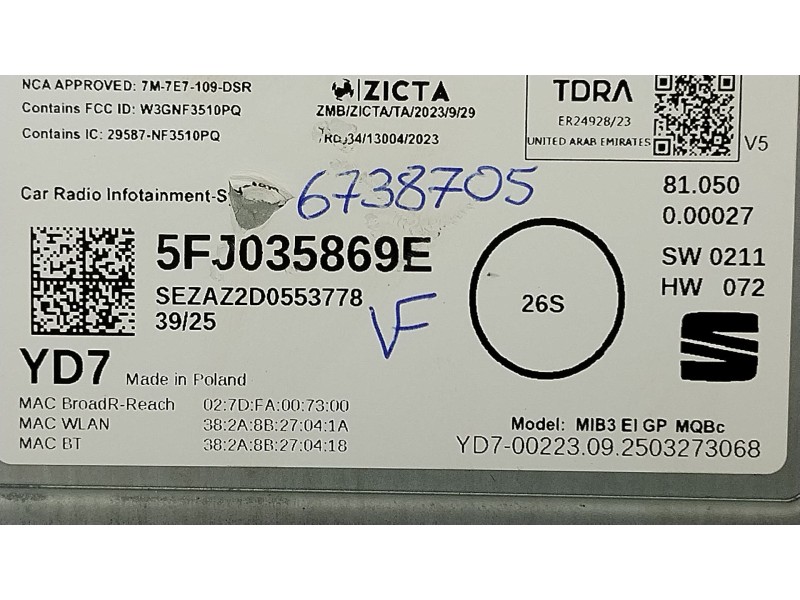 NCA APPROVED: 7M-7E7-109-DSR
Contains FCC ID: W3GNF3510PQ
Contains IC: 29587-NF3510PQ
ZICTA
ZMB/ZICTA/TA/2023/9/29
/13004/2023
TDRA
ER24928/23
UNITED ARAB EMIRATES
V5
Car Radio Infotainment-S
6738705
81.050
0.00027
5FJ035869E
SW 0211
SEZAZ2D0553778
HW 072
39/25
VF
26S
YD7 Made in Poland
MAC BroadR-Reach 02:7D:FA:00:73:00
MAC WLAN 38:2A:8B:27:04:1A
MAC BT 38:2A:8B:27:04:18
Model: MIB3 EI GP MQBc
YD7-00223.09.2503273068